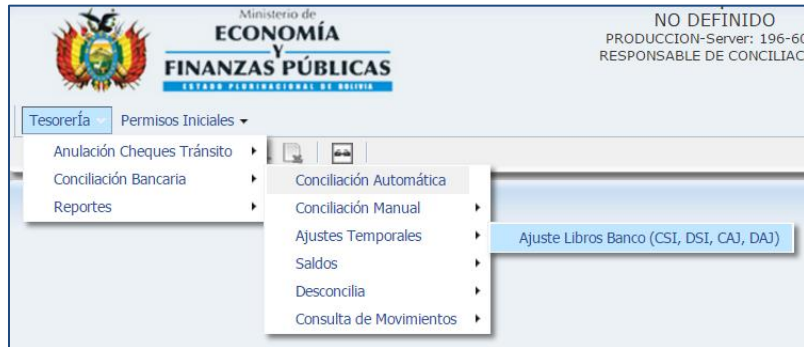 Ministerio de
ECONOMÍA
Y
FINANZAS PÚBLICAS
ESTADO PLURINACIONAL DE BOLIVIA
NO DEFINIDO
PRODUCCION-Server: 196-60
RESPONSABLE DE CONCILIAC
Tesorería
Permisos Iniciales
Anulación Cheques Tránsito
Conciliación Bancaria
Reportes
Conciliación Automática
Conciliación Manual
Ajustes Temporales
Saldos
Desconcilia
Consulta de Movimientos
Ajuste Libros Banco (CSI, DSI, CAJ, DAJ)